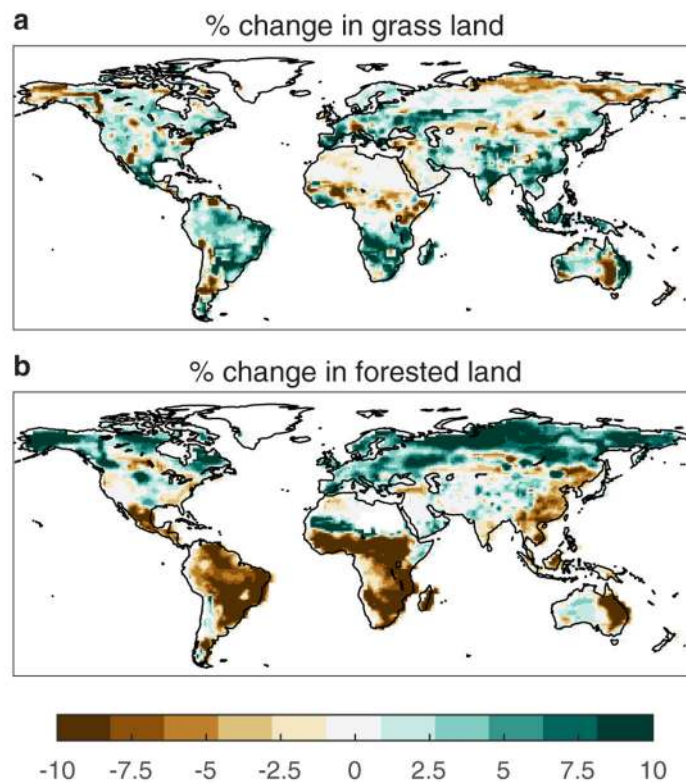 a
% change in grass land
b
% change in forested land
-10 -7.5 -5 -2.5 0 2.5 5 7.5 10